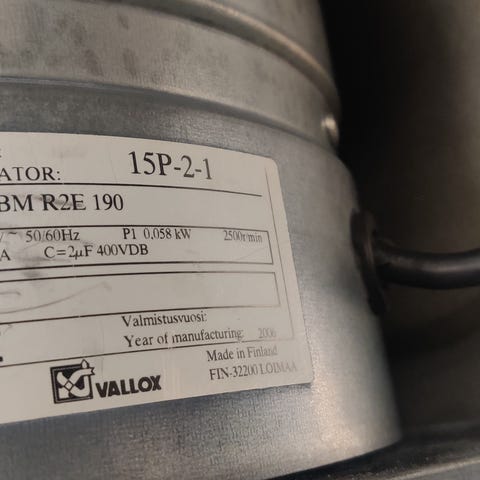 ATOR: 15P-2-1
BM R2E 190
~ 50/60Hz P1 0,058 kW 2500r/min
A C=2µF 400VDB
Valmistusvuosi:
Year of manufacturing: 2006
Made in Finland
VALLOX FIN-32200 LOIMAA